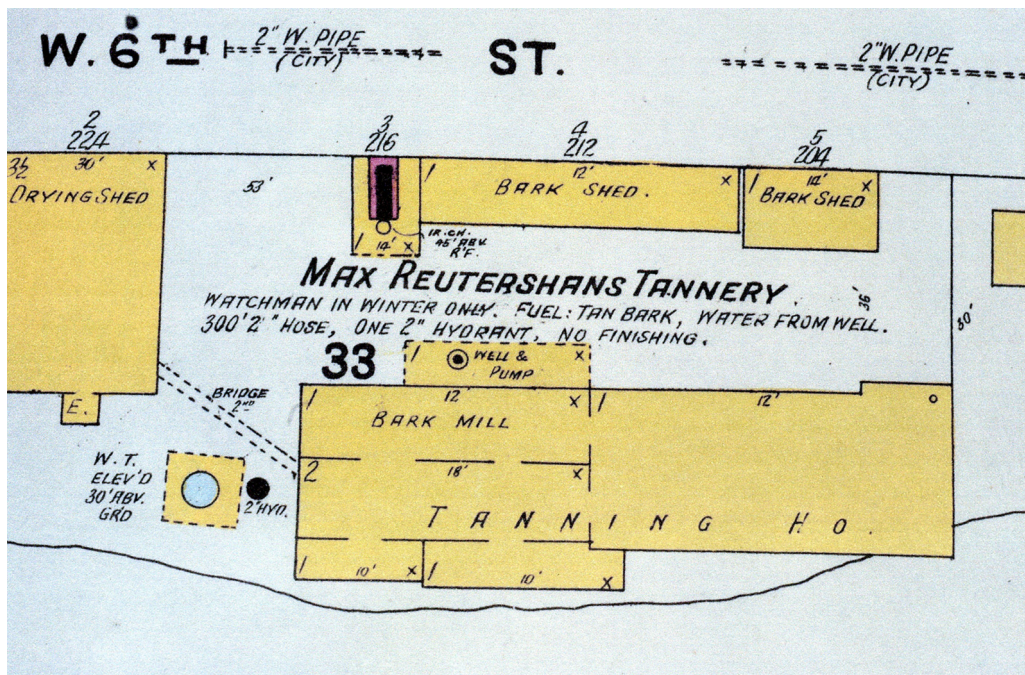 W. 6TH ST.
2" W. PIPE
(CITY)
2" W. PIPE
(CITY)
2
224
3
216
4
212
5
204
30'
x
DRYING SHED
53'
1
14'
x
IR. CH.
45' ABV.
R'F.
1
12'
x
BARK SHED.
1
14'
x
BARK SHED
MAX REUTERSHANS TANNERY.
WATCHMAN IN WINTER ONLY. FUEL: TAN BARK, WATER FROM WELL.
300' 2" HOSE, ONE 2" HYDRANT, NO FINISHING.
36'
80'
33
1
WELL &
PUMP
x
E.
BRIDGE
2ND
1
12'
x
BARK MILL
1
12'
2
18'
x
TANNING HO.
W.T.
ELEV'D
30' ABV.
GR'D
2" HYD.
1
10'
x
1
10'
x